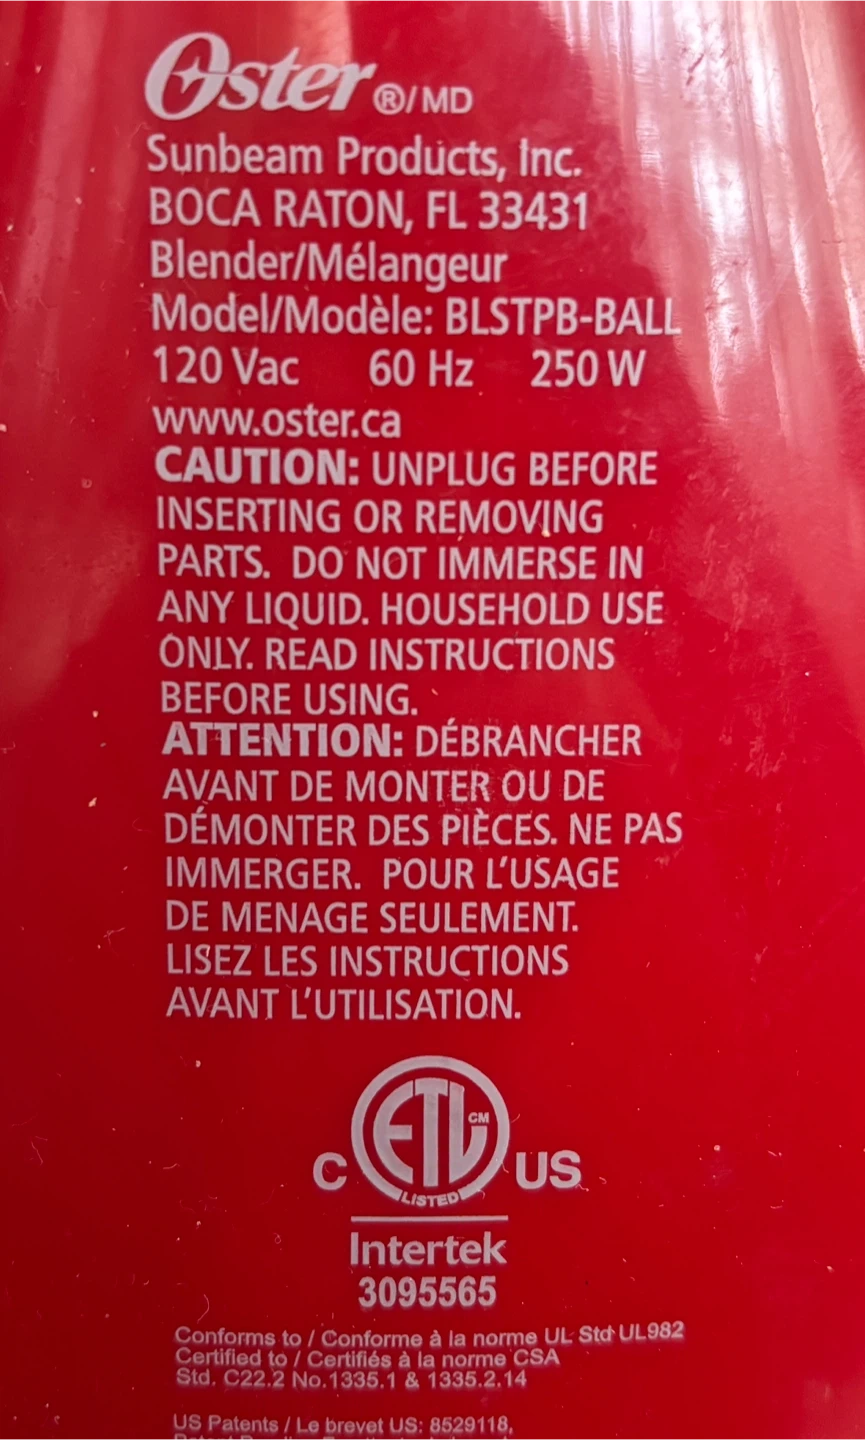 Oster ®/MD
Sunbeam Products, Inc.
BOCA RATON, FL 33431
Blender/Mélangeur
Model/Modèle: BLSTPB-BALL
120 Vac 60 Hz 250 W
www.oster.ca
CAUTION: UNPLUG BEFORE
INSERTING OR REMOVING
PARTS. DO NOT IMMERSE IN
ANY LIQUID. HOUSEHOLD USE
ONLY. READ INSTRUCTIONS
BEFORE USING.
ATTENTION: DÉBRANCHER
AVANT DE MONTER OU DE
DÉMONTER DES PIÈCES. NE PAS
IMMERGER. POUR L'USAGE
DE MENAGE SEULEMENT.
LISEZ LES INSTRUCTIONS
AVANT L'UTILISATION.
C ETL CM US
LISTED
Intertek
3095565
Conforms to / Conforme à la norme UL Std UL982
Certified to / Certifiés à la norme CSA
Std. C22.2 No.1335.1 & 1335.2.14
US Patents / Le brevet US: 8529118,